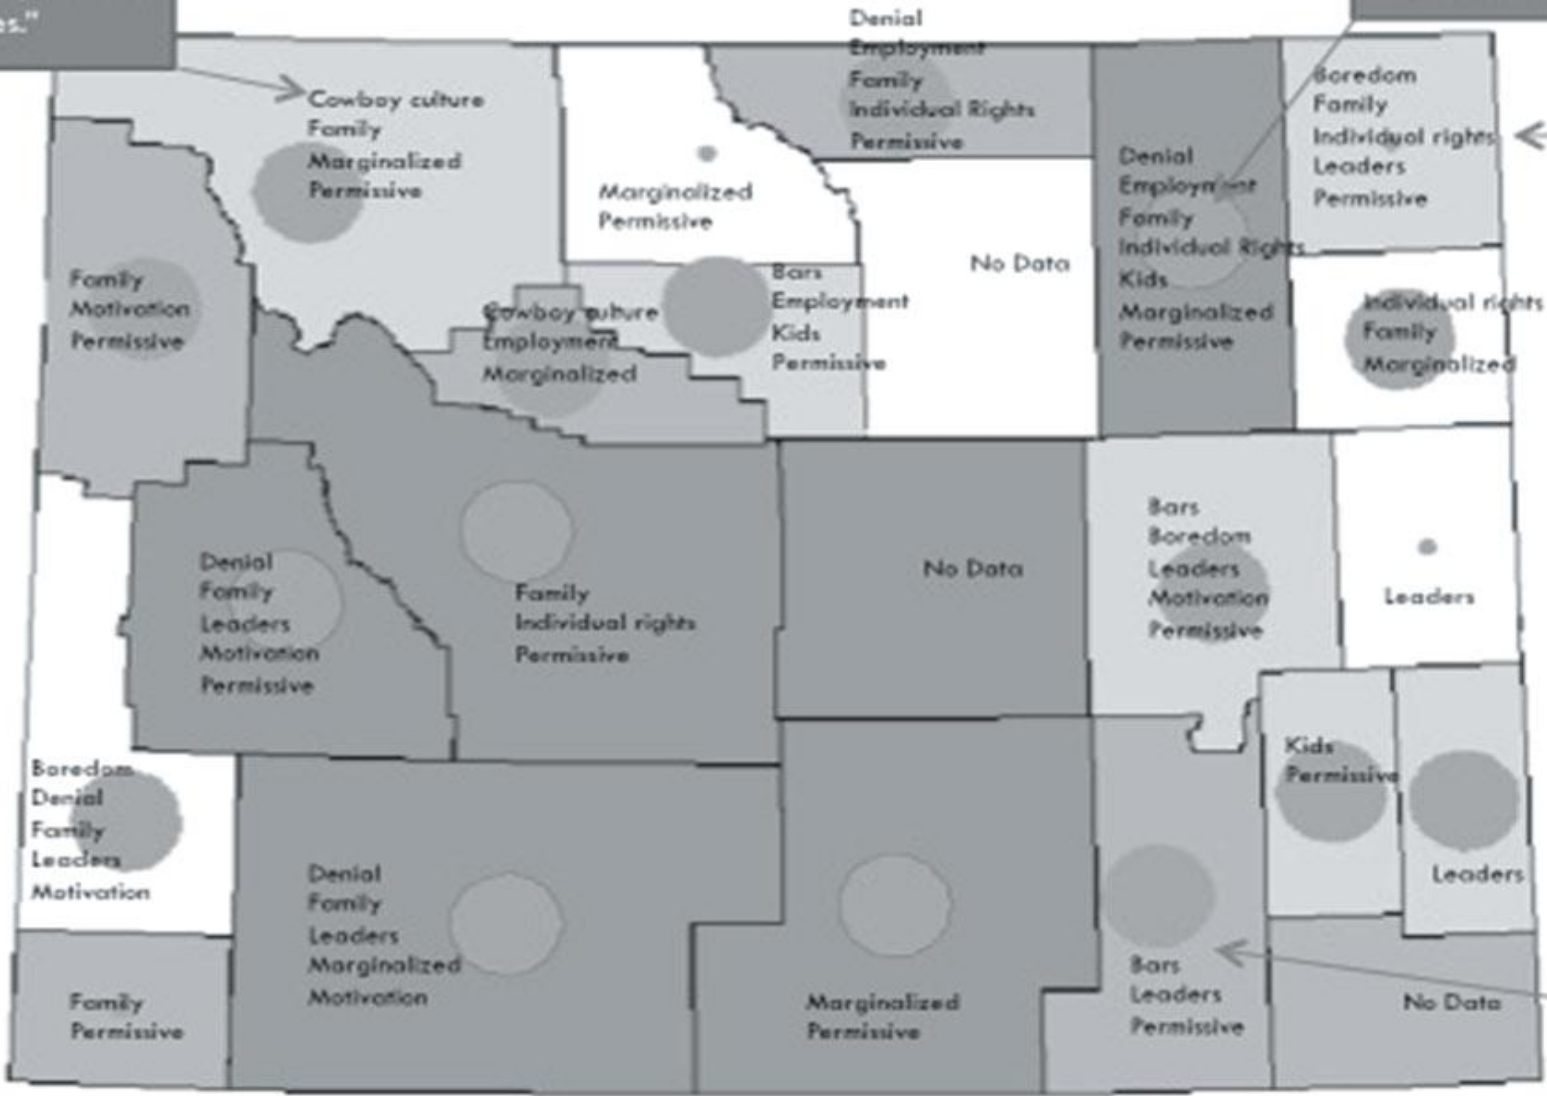 es."
Denial
Employment
Family
Individual Rights
Permissive
Cowboy culture
Family
Marginalized
Permissive
Marginalized
Permissive
Boredom
Family
Individual rights
Leaders
Permissive
Denial
Employment
Family
Individual Rights
Kids
Marginalized
Permissive
No Data
Family
Motivation
Permissive
Cowboy culture
Employment
Marginalized
Bars
Employment
Kids
Permissive
Individual rights
Family
Marginalized
Denial
Family
Leaders
Motivation
Permissive
Family
Individual rights
Permissive
No Data
Bars
Boredom
Leaders
Motivation
Permissive
Leaders
Boredom
Denial
Family
Leaders
Motivation
Kids
Permissive
Leaders
Denial
Family
Leaders
Marginalized
Motivation
Family
Permissive
Marginalized
Permissive
Bars
Leaders
Permissive
No Data